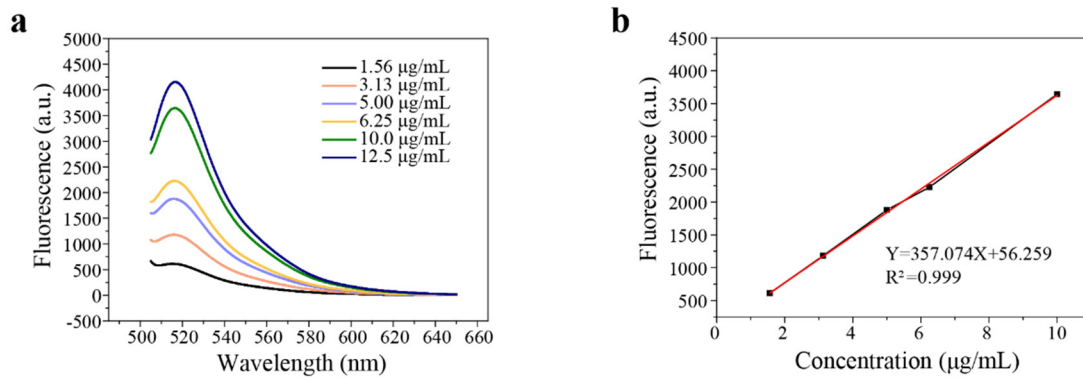 a
5000
4500
4000
3500
3000
2500
2000
1500
1000
500
0
-500
Fluorescence (a.u.)
1.56 μg/mL
3.13 μg/mL
5.00 μg/mL
6.25 μg/mL
10.0 μg/mL
12.5 μg/mL
500 520 540 560 580 600 620 640 660
Wavelength (nm)
b
4500
4000
3500
3000
2500
2000
1500
1000
500
Fluorescence (a.u.)
Y=357.074X+56.259
R²=0.999
0 2 4 6 8 10
Concentration (μg/mL)